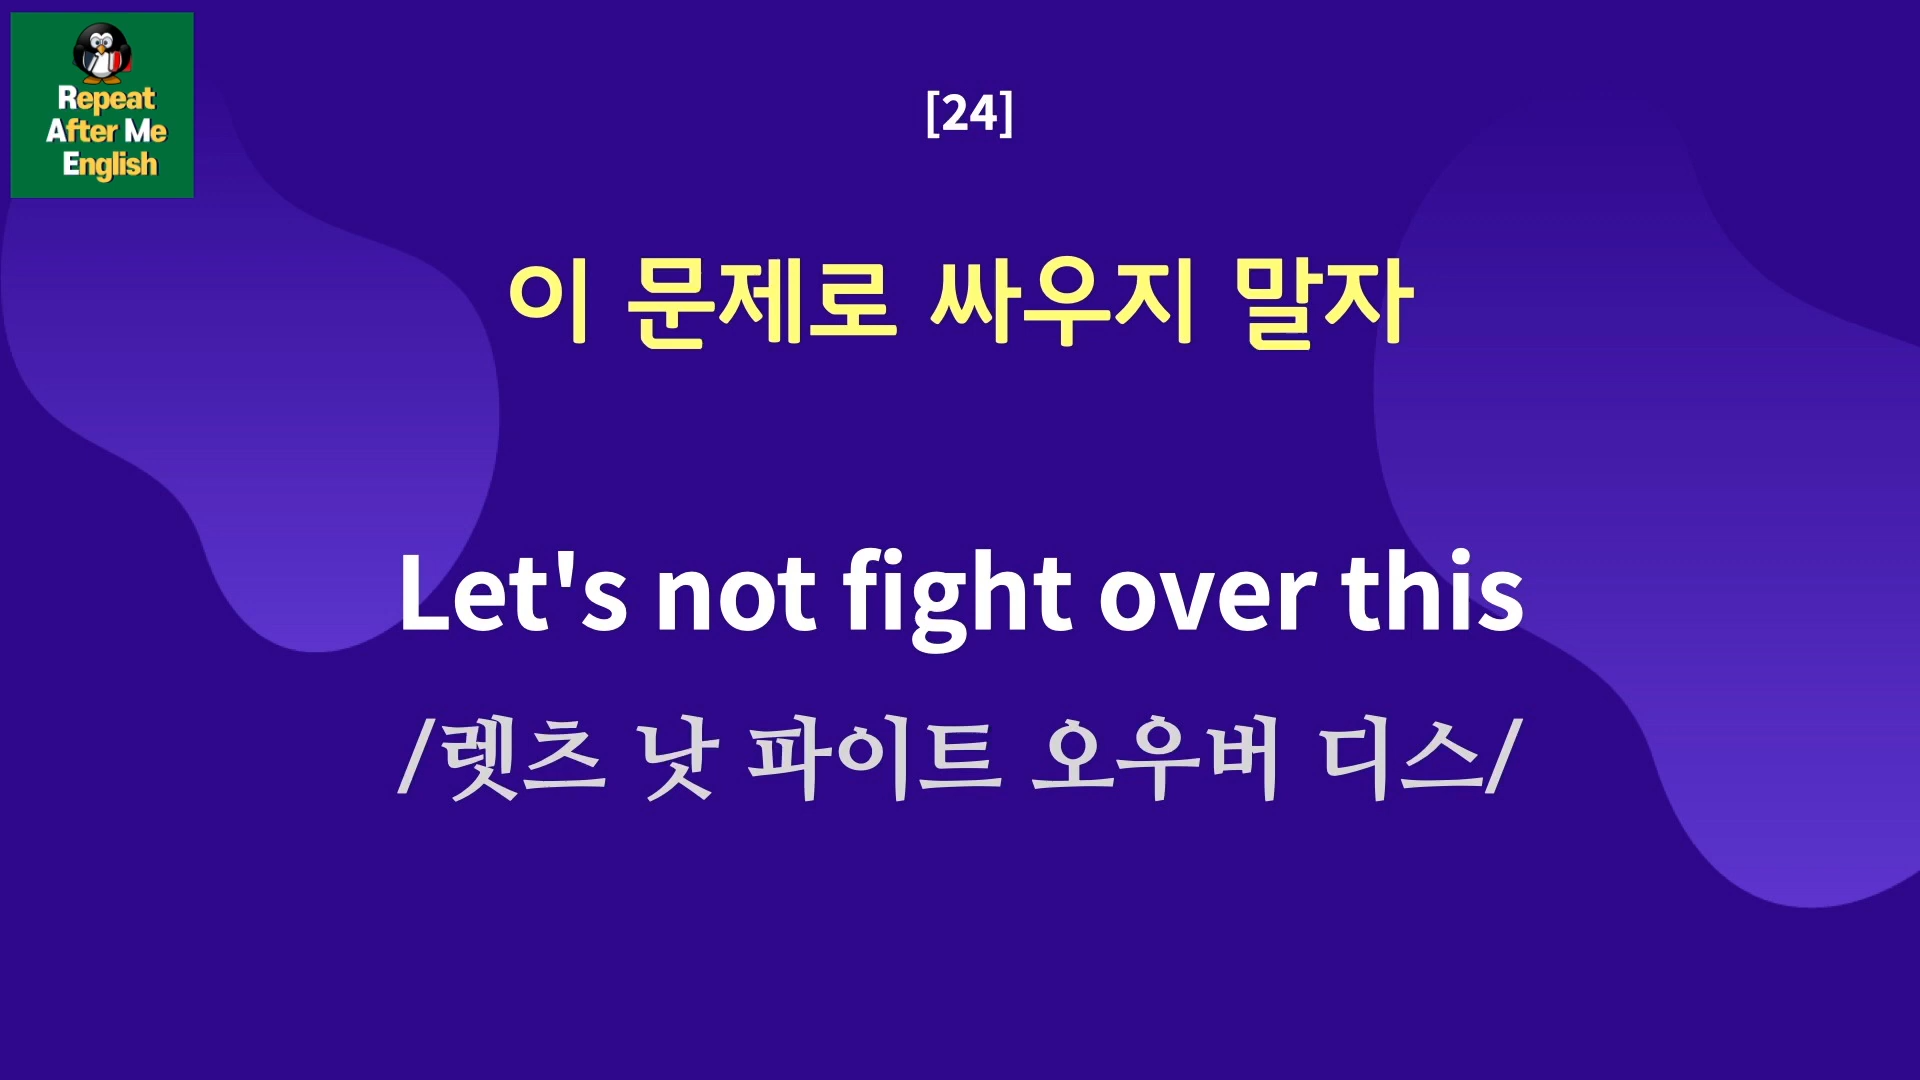 Repeat
After Me
English
[24]
이 문제로 싸우지 말자
Let's not fight over this
/렛츠 낫 파이트 오우버 디스/